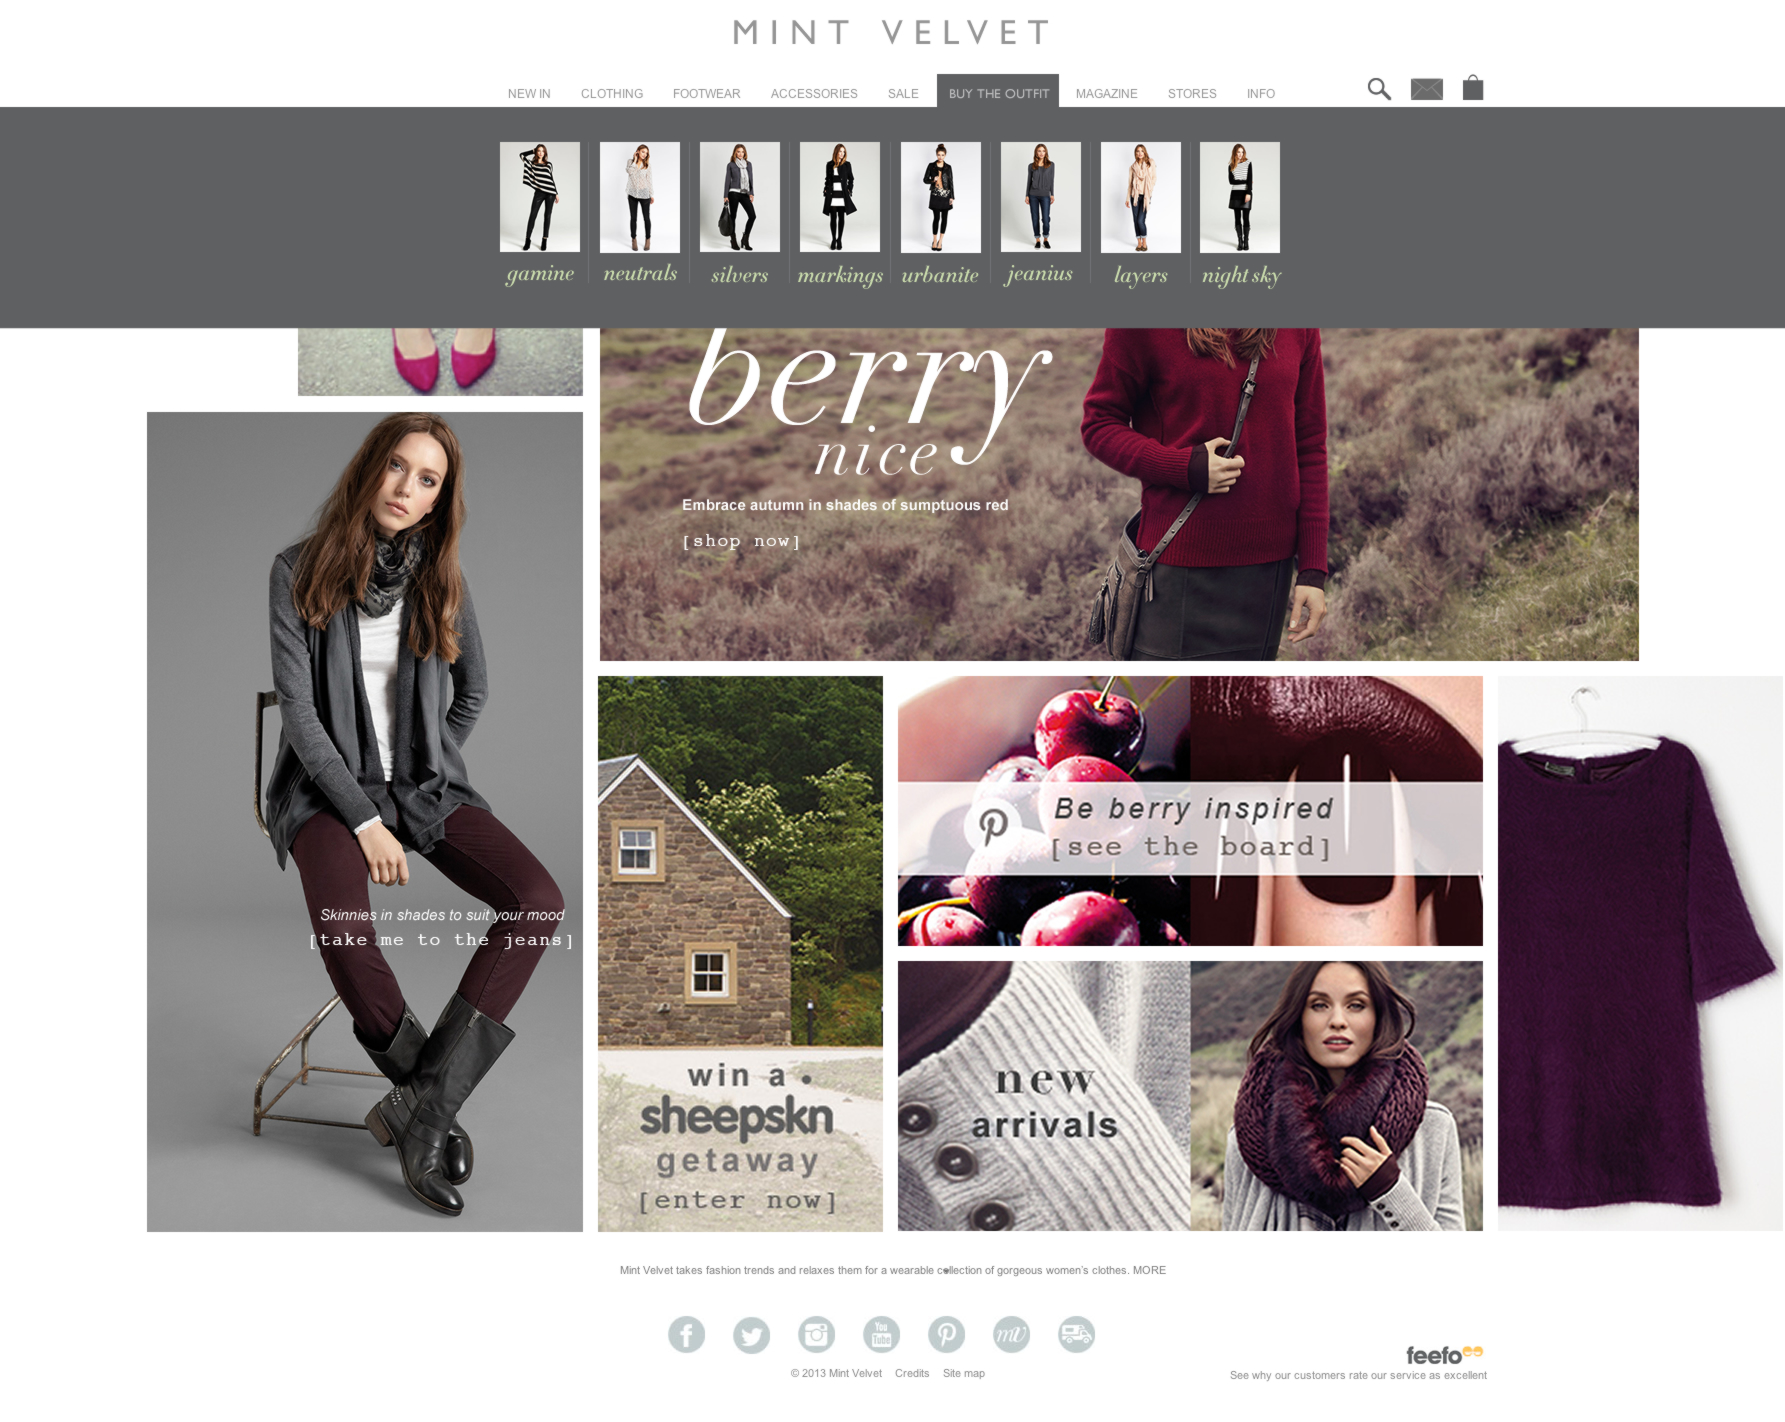 MINT VELVET
NEW IN CLOTHING FOOTWEAR ACCESSORIES SALE BUY THE OUTFIT MAGAZINE STORES INFO
gamine neutrals silvers markings urbanite jeanius layers night sky
berry
nice
Embrace autumn in shades of sumptuous red
[shop now]
Skinnies in shades to suit your mood
[take me to the jeans]
win a
sheepskn
getaway
[enter now]
Be berry inspired
[see the board]
new
arrivals
Mint Velvet takes fashion trends and relaxes them for a wearable collection of gorgeous women's clothes. MORE
f You Tube mV
© 2013 Mint Velvet Credits Site map
feefo
See why our customers rate our service as excellent